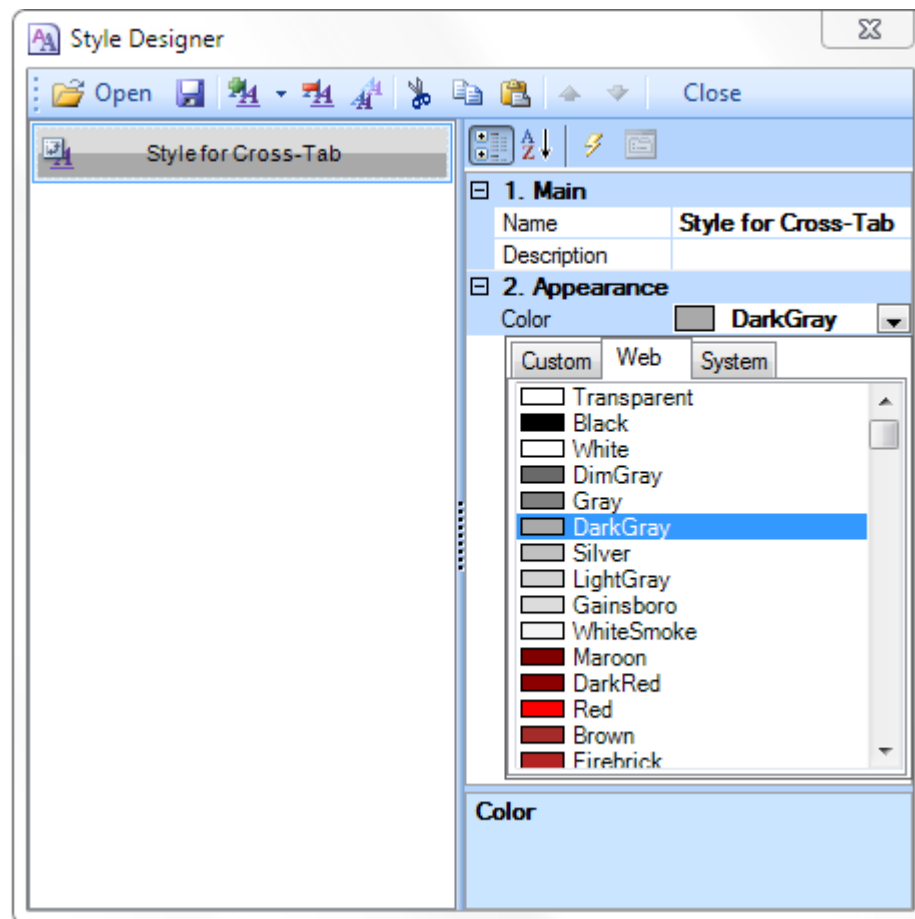 Style Designer
Open Close
Style for Cross-Tab
1. Main
Name Style for Cross-Tab
Description
2. Appearance
Color DarkGray
Custom Web System
Transparent
Black
White
DimGray
Gray
DarkGray
Silver
LightGray
Gainsboro
WhiteSmoke
Maroon
DarkRed
Red
Brown
Firebrick
Color